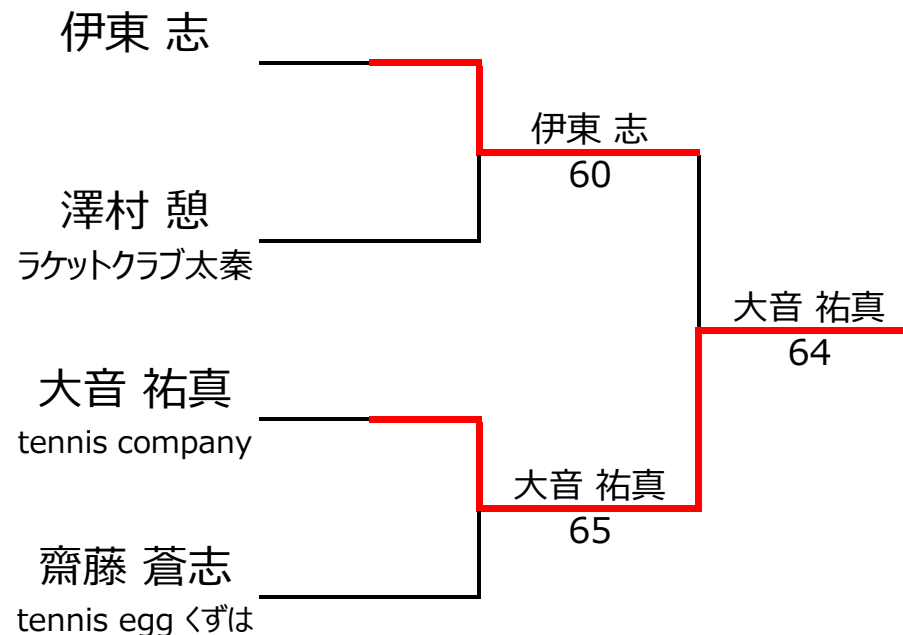 伊東 志
澤村 憩
ラケットクラブ太秦
大音 祐真
tennis company
齋藤 蒼志
tennis egg くずは
伊東 志
60
大音 祐真
65
大音 祐真
64